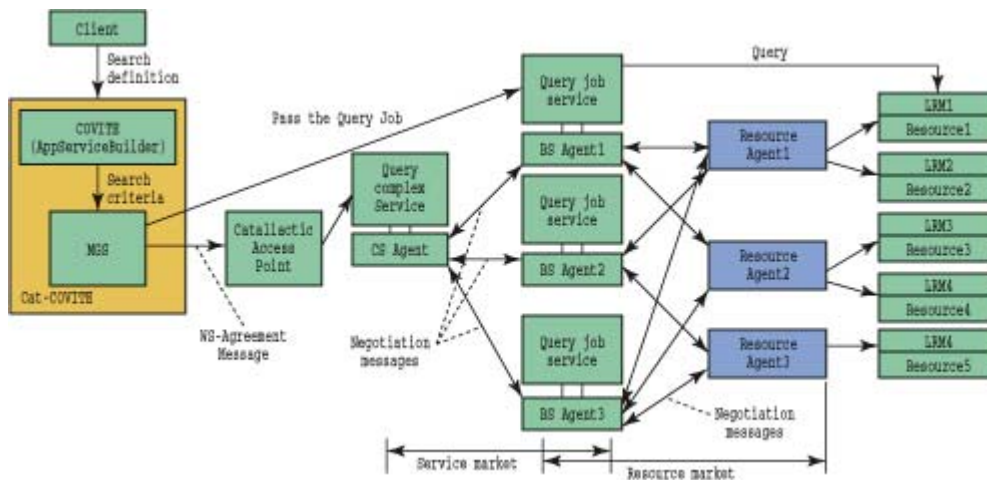 Client
Search
definition
COVITE
(AppServiceBuilder)
Search
criteria
MGS
Cat-COVITE
Pass the Query Job
WS-Agreement
Message
Catallactic
Access
Point
Query
complex
Service
CS Agent
Negotiation
messages
Query job
service
BS Agent1
Query job
service
BS Agent2
Query job
service
BS Agent3
Query
Resource
Agent1
Resource
Agent2
Resource
Agent3
Negotiation
messages
LRM1
Resource1
LRM2
Resource2
LRM3
Resource3
LRM4
Resource4
LRM4
Resource5
Service market
Resource market